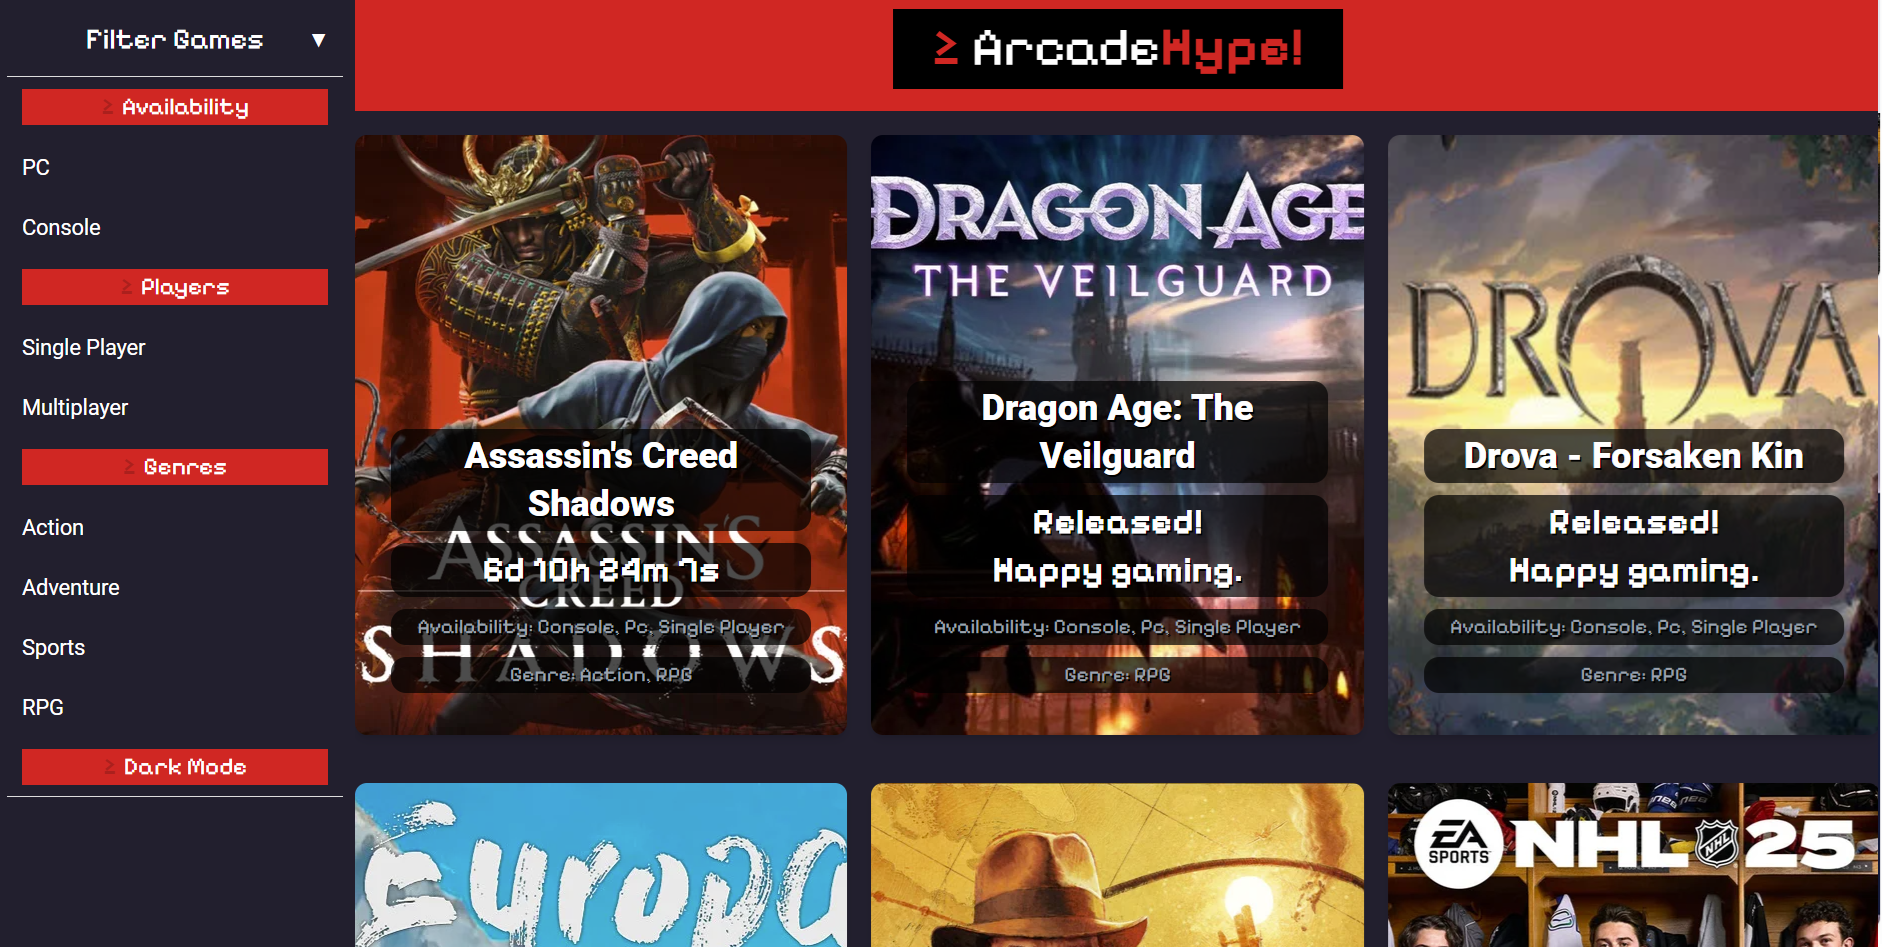 Filter Games ▼
≥ Availability
PC
Console
≥ Players
Single Player
Multiplayer
≥ Genres
Action
Adventure
Sports
RPG
≥ Dark Mode
≥ ArcadeHype!
Assassin's Creed
Shadows
ASSASSIN'S
6d 10h 24m 7s
CREED
Availability: Console, Pc, Single Player
SHADOWS
Genre: Action, RPG
DRAGON AGE
THE VEILGUARD
Dragon Age: The
Veilguard
Released!
Happy gaming.
Availability: Console, Pc, Single Player
Genre: RPG
DROVA
Drova - Forsaken Kin
Released!
Happy gaming.
Availability: Console, Pc, Single Player
Genre: RPG
Europa
EA
SPORTS
NHL NHL 25